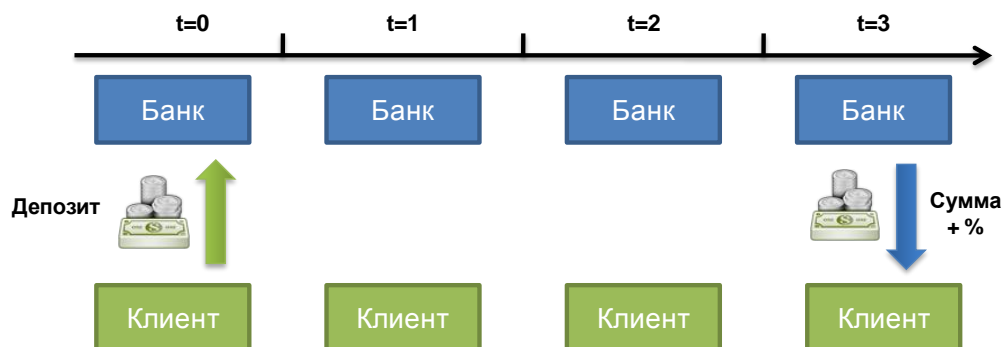 t=0 t=1 t=2 t=3
Банк Банк Банк Банк
Депозит
Сумма
+ %
Клиент Клиент Клиент Клиент